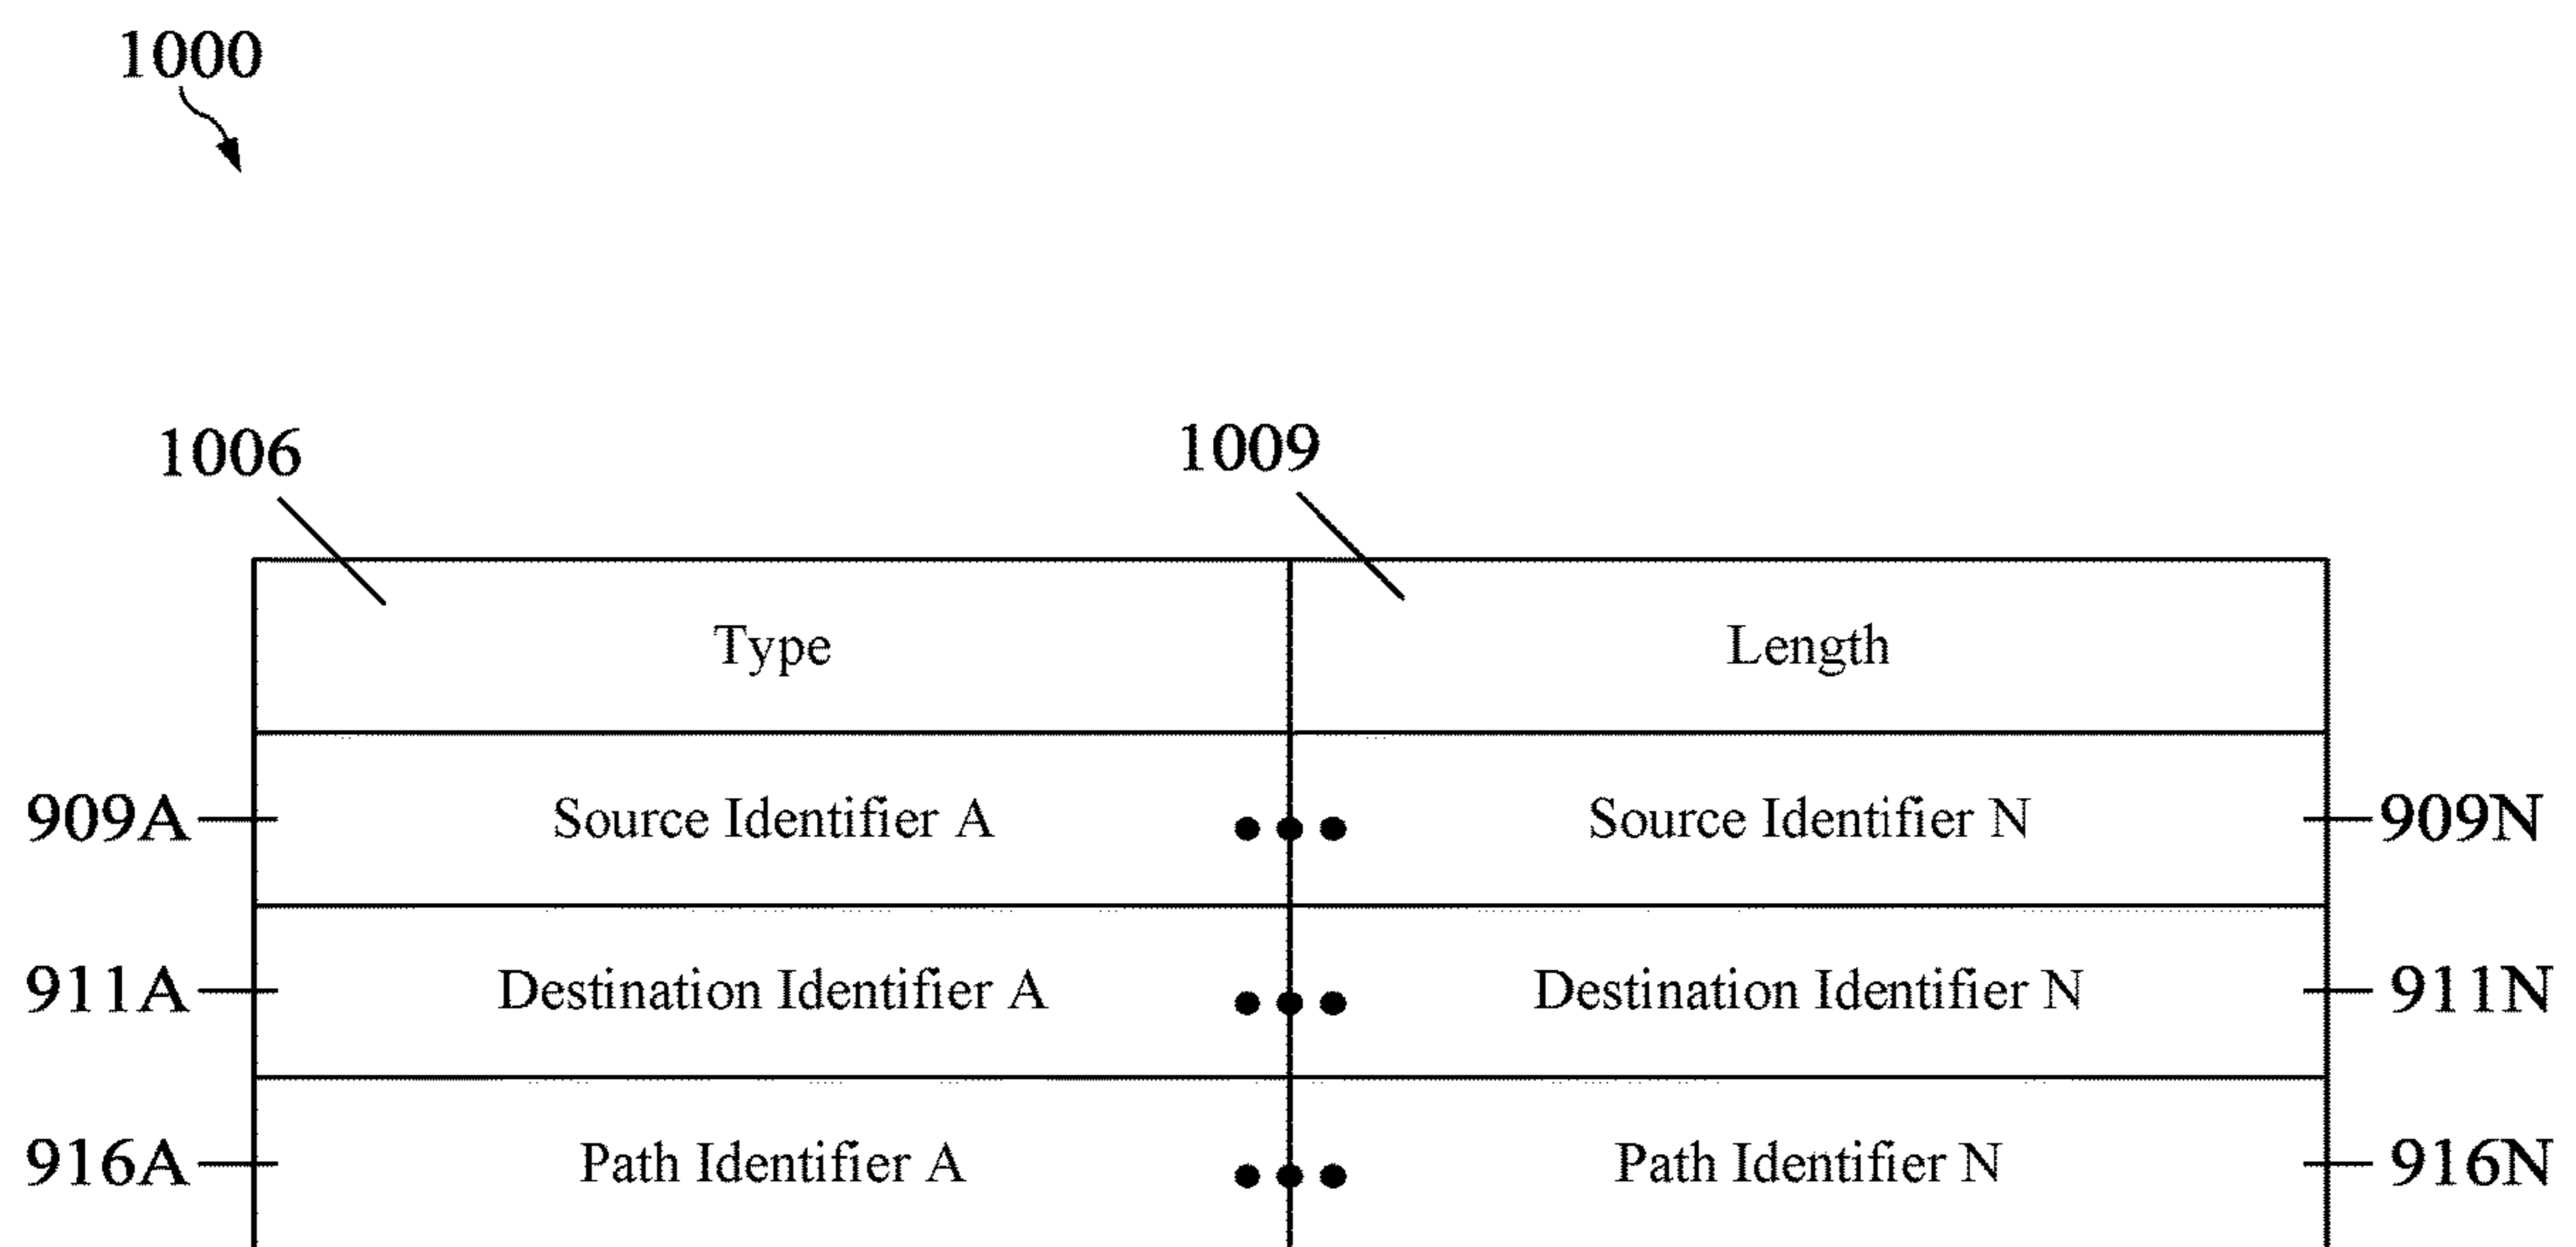 1000
1006 1009
Type Length
909A Source Identifier A ••• Source Identifier N 909N
911A Destination Identifier A ••• Destination Identifier N 911N
916A Path Identifier A ••• Path Identifier N 916N